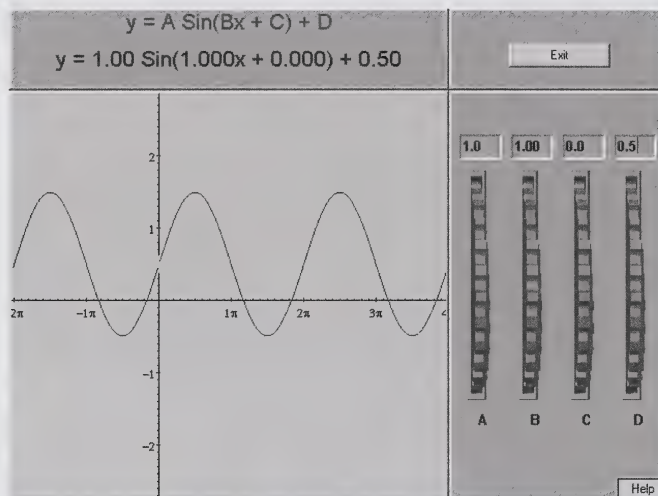 y = A Sin(Bx + C) + D
y = 1.00 Sin(1.000x + 0.000) + 0.50
Exit
1.0 1.00 0.0 0.5
2
1
2π -1π 1π 2π 3π 4
-1
-2
A B C D
Help